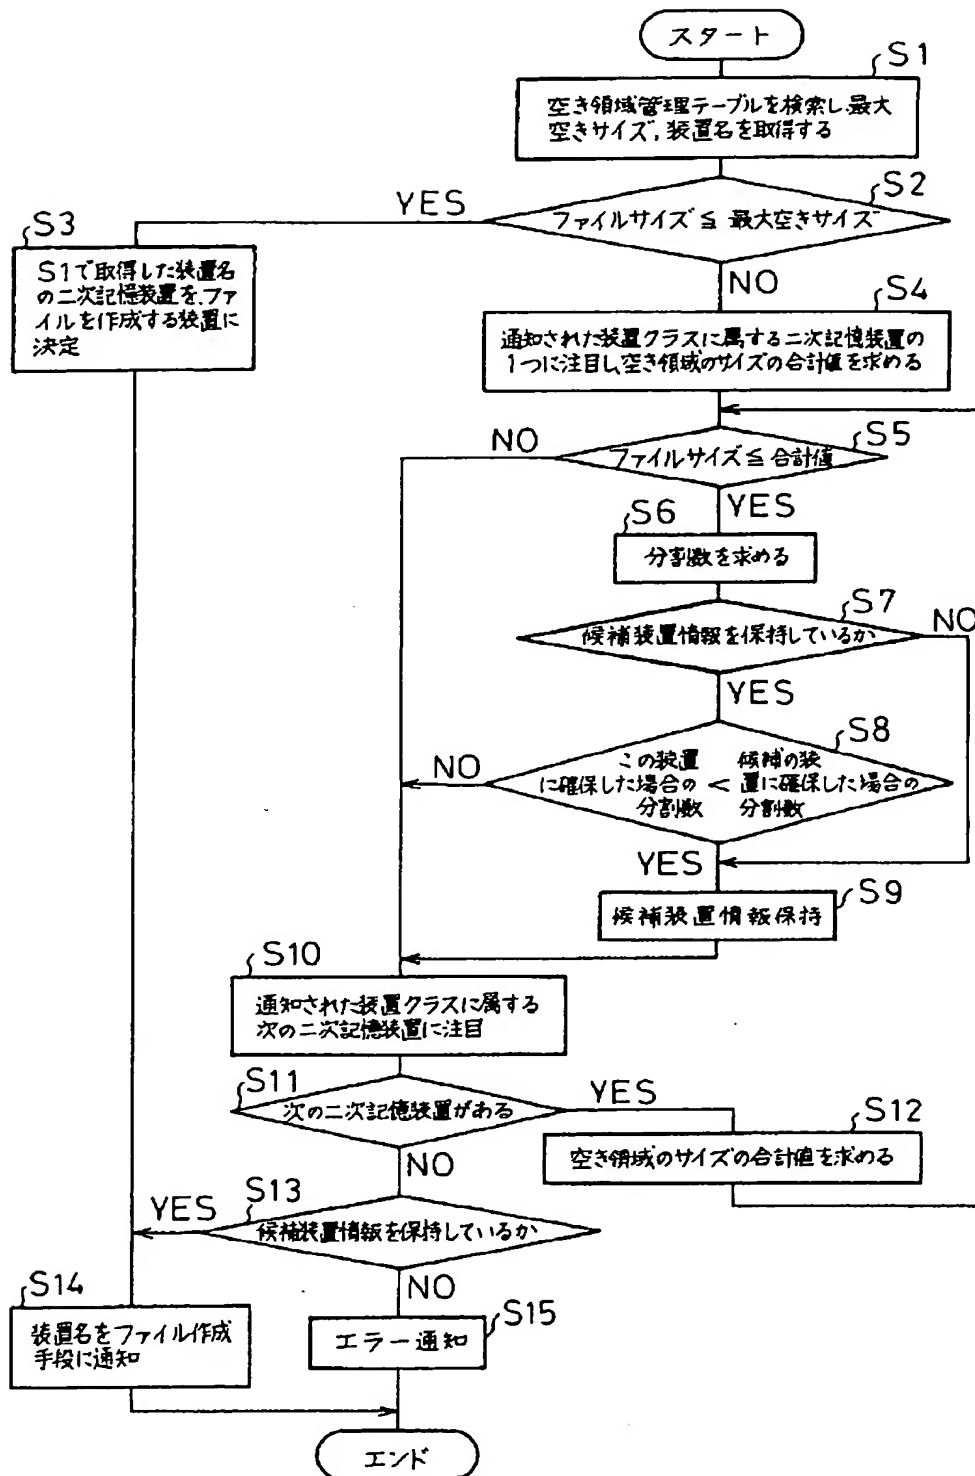 スタート
S1
空き領域管理テーブルを検索し、最大
空きサイズ,装置名を取得する
S2
YES
ファイルサイズ ≦ 最大空きサイズ
S3
S1で取得した装置名
の二次記憶装置を、ファ
イルを作成する装置に
決定
NO
S4
通知された装置クラスに属する二次記憶装置の
1つに注目し、空き領域のサイズの合計値を求める
S5
NO
ファイルサイズ ≦ 合計値
YES
S6
分割数を求める
S7
NO
候補装置情報を保持しているか
YES
S8
NO
この装置 候補の装
に確保した場合の < 置に確保した場合の
分割数 分割数
YES
S9
候補装置情報保持
S10
通知された装置クラスに属する
次の二次記憶装置に注目
S11
YES
次の二次記憶装置がある
S12
空き領域のサイズの合計値を求める
NO
S13
YES
候補装置情報を保持しているか
NO
S14
装置名をファイル作成
手段に通知
S15
エラー通知
エンド